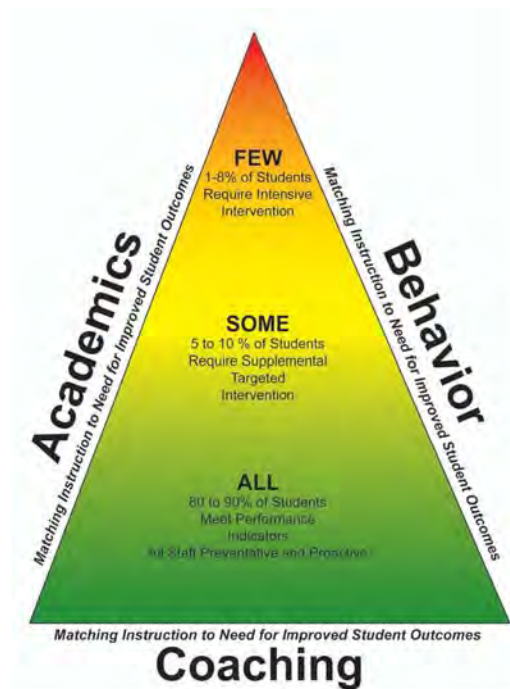 FEW
1-8% of Students
Require Intensive
Intervention
Academics
Matching Instruction to Need for Improved Student Outcomes
Behavior
Matching Instruction to Need for Improved Student Outcomes
SOME
5 to 10 % of Students
Require Supplemental
Targeted
Intervention
ALL
80 to 90% of Students
Meet Performance
Indicators
Staff Preventative and Proactive
Matching Instruction to Need for Improved Student Outcomes
Coaching